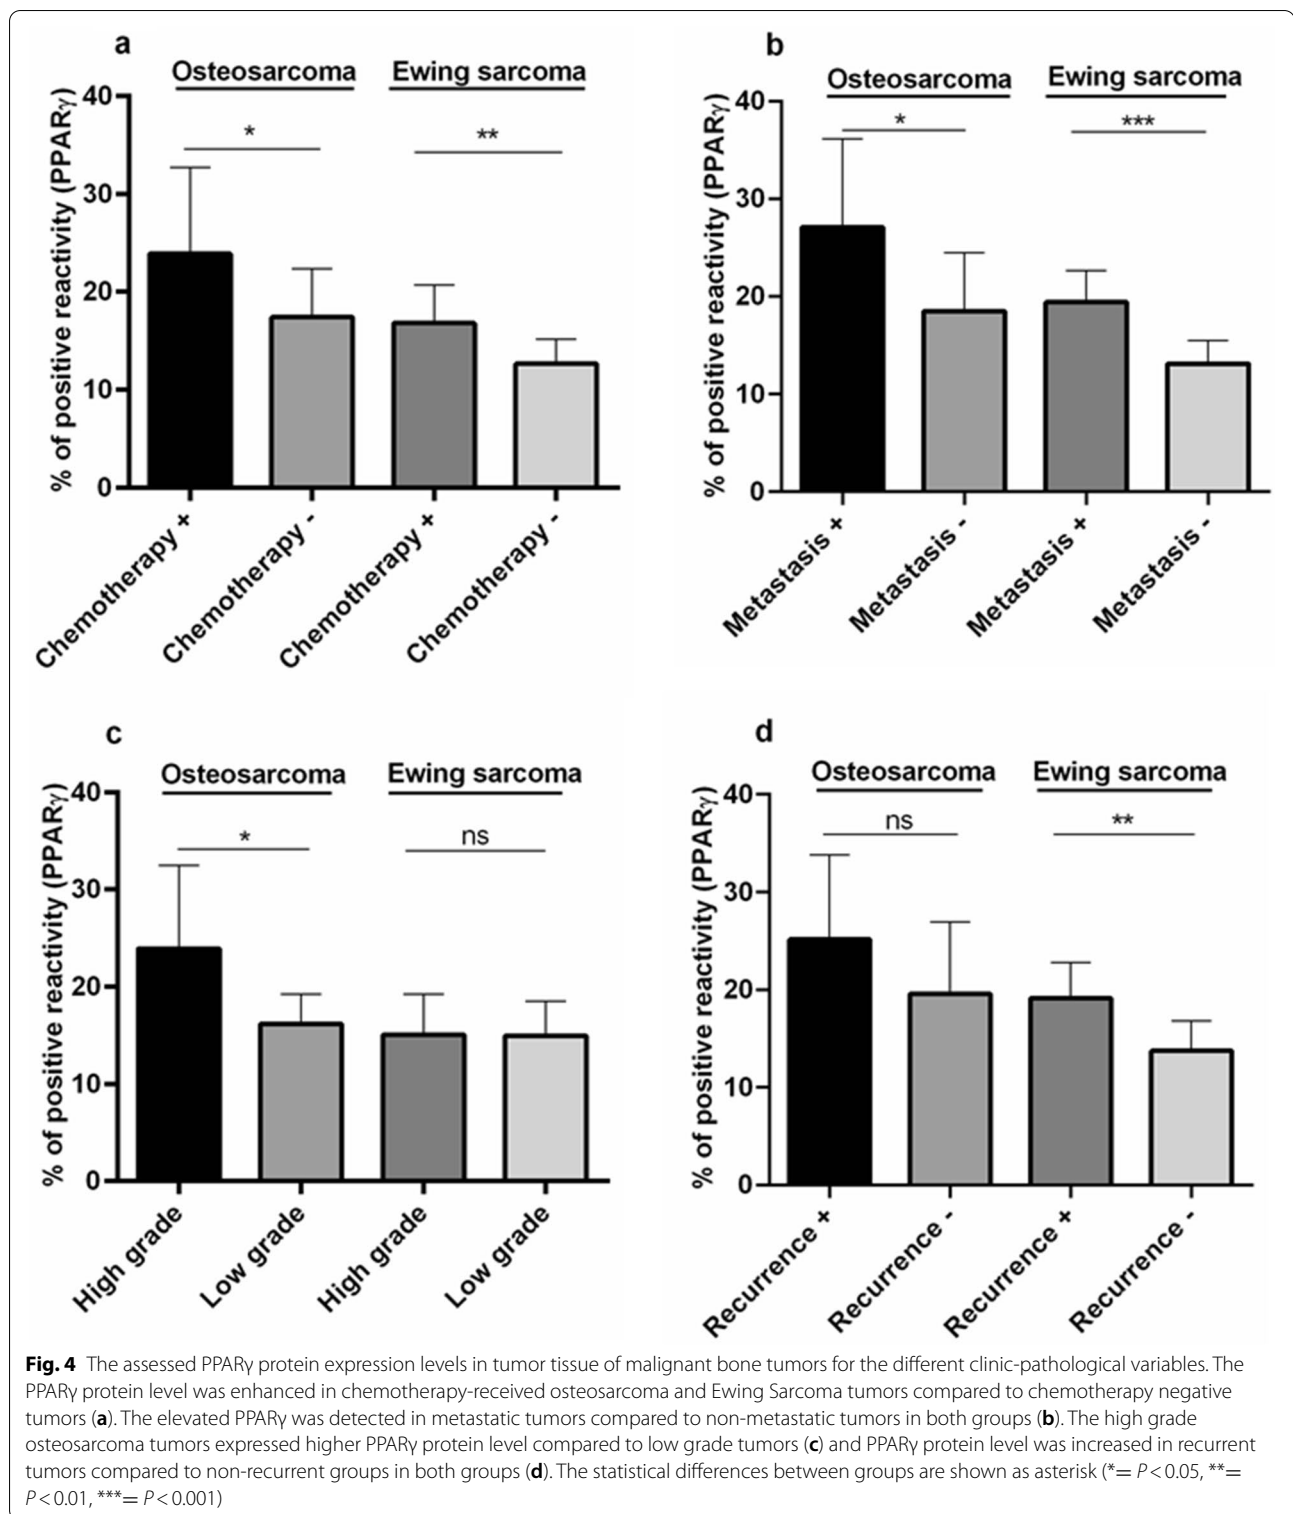 a
Osteosarcoma
Ewing sarcoma
% of positive reactivity (PPARγ)
40
30
20
10
0
*
**
Chemotherapy +
Chemotherapy -
Chemotherapy +
Chemotherapy -
b
Osteosarcoma
Ewing sarcoma
% of positive reactivity (PPARγ)
40
30
20
10
0
*
***
Metastasis +
Metastasis -
Metastasis +
Metastasis -
c
Osteosarcoma
Ewing sarcoma
% of positive reactivity (PPARγ)
40
30
20
10
0
*
ns
High grade
Low grade
High grade
Low grade
d
Osteosarcoma
Ewing sarcoma
% of positive reactivity (PPARγ)
40
30
20
10
0
ns
**
Recurrence +
Recurrence -
Recurrence +
Recurrence -
Fig. 4 The assessed PPARγ protein expression levels in tumor tissue of malignant bone tumors for the different clinic-pathological variables. The
PPARγ protein level was enhanced in chemotherapy-received osteosarcoma and Ewing Sarcoma tumors compared to chemotherapy negative
tumors (a). The elevated PPARγ was detected in metastatic tumors compared to non-metastatic tumors in both groups (b). The high grade
osteosarcoma tumors expressed higher PPARγ protein level compared to low grade tumors (c) and PPARγ protein level was increased in recurrent
tumors compared to non-recurrent groups in both groups (d). The statistical differences between groups are shown as asterisk (*= P < 0.05, **=
P < 0.01, ***= P < 0.001)